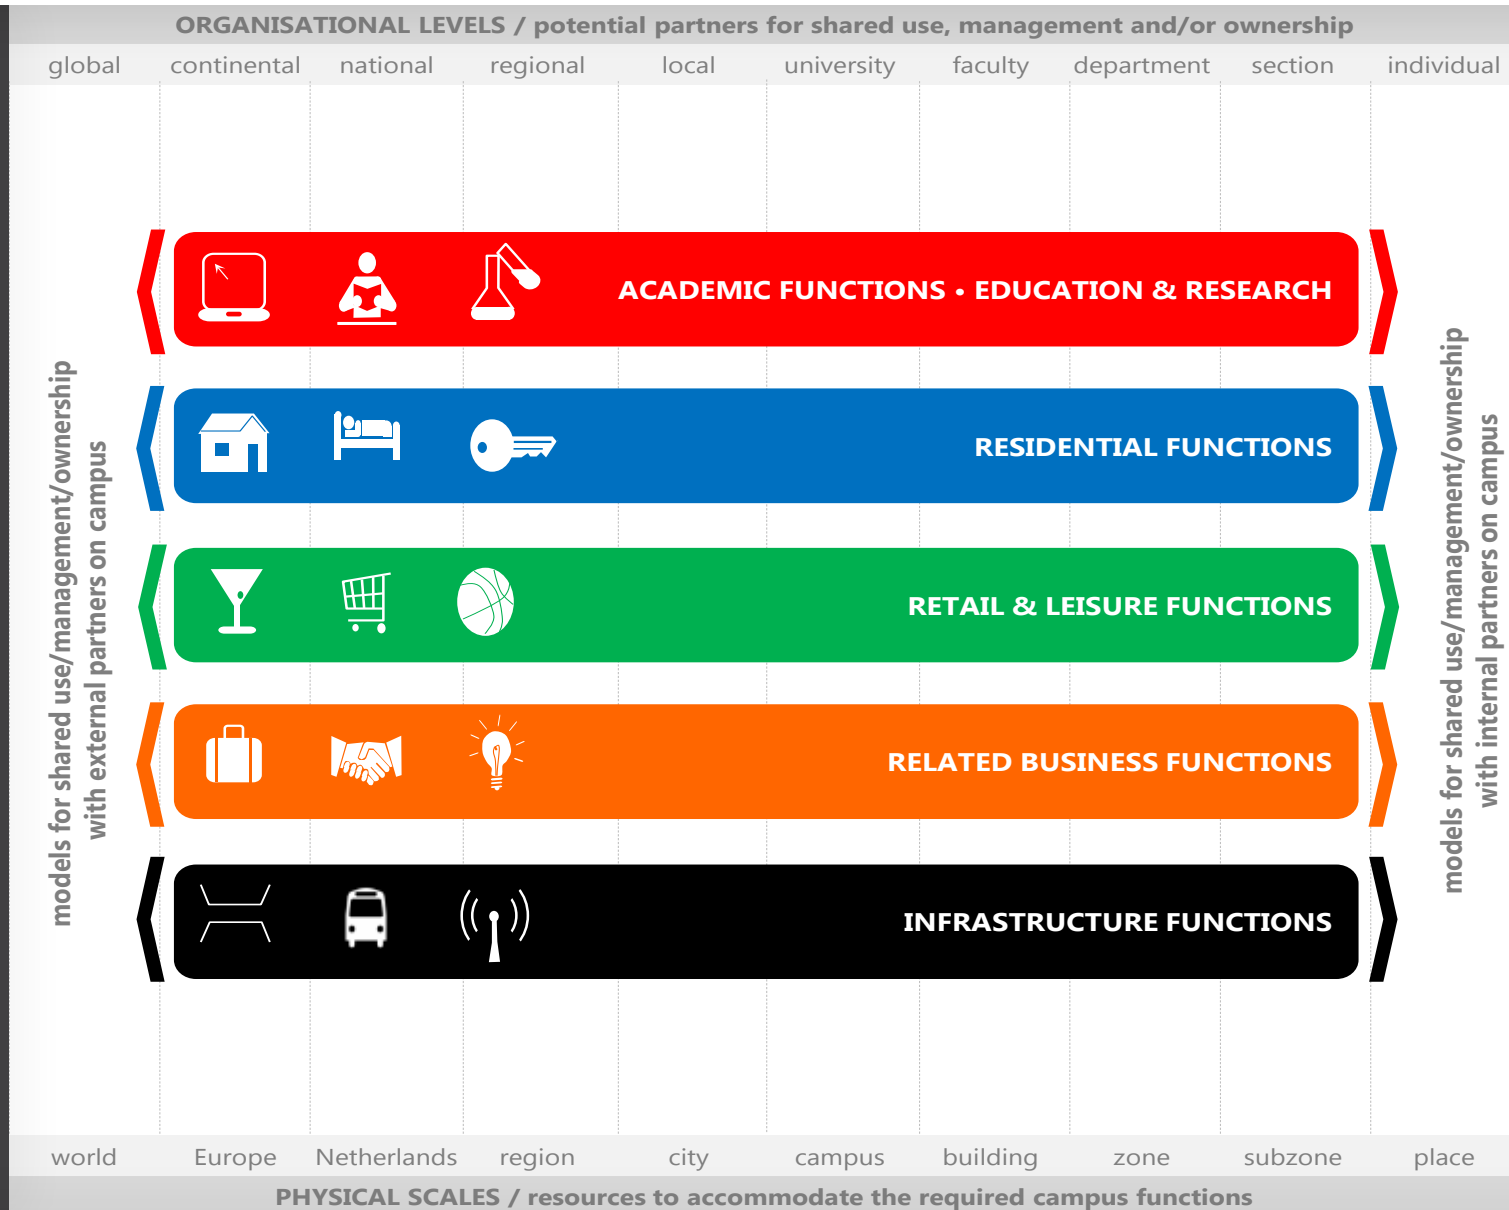 ORGANISATIONAL LEVELS / potential partners for shared use, management and/or ownership
global continental national regional local university faculty department section individual
models for shared use/management/ownership
with external partners on campus
ACADEMIC FUNCTIONS • EDUCATION & RESEARCH
RESIDENTIAL FUNCTIONS
RETAIL & LEISURE FUNCTIONS
RELATED BUSINESS FUNCTIONS
INFRASTRUCTURE FUNCTIONS
models for shared use/management/ownership
with internal partners on campus
world Europe Netherlands region city campus building zone subzone place
PHYSICAL SCALES / resources to accommodate the required campus functions